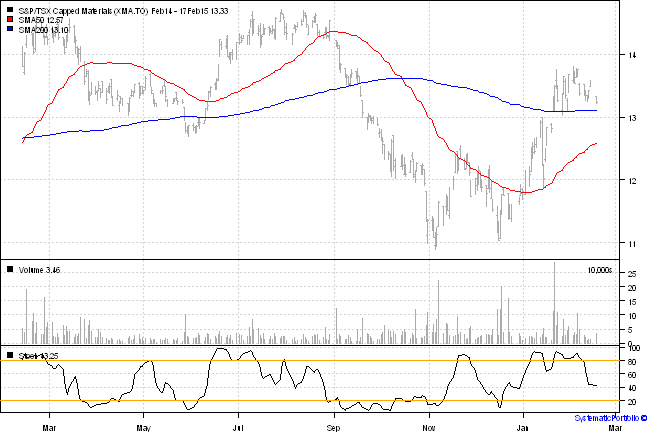 S&P/TSX Capped Materials (XMA.TO) Feb14 - 17Feb15 13.33
SMA50 12.57
SMA200 13.10
14
13
12
11
Volume 3.46
10,000s
25
20
15
10
5
0
43.25
100
80
60
40
20
Mar May Jul Sep Nov Jan Mar
SystematicPortfolio ©